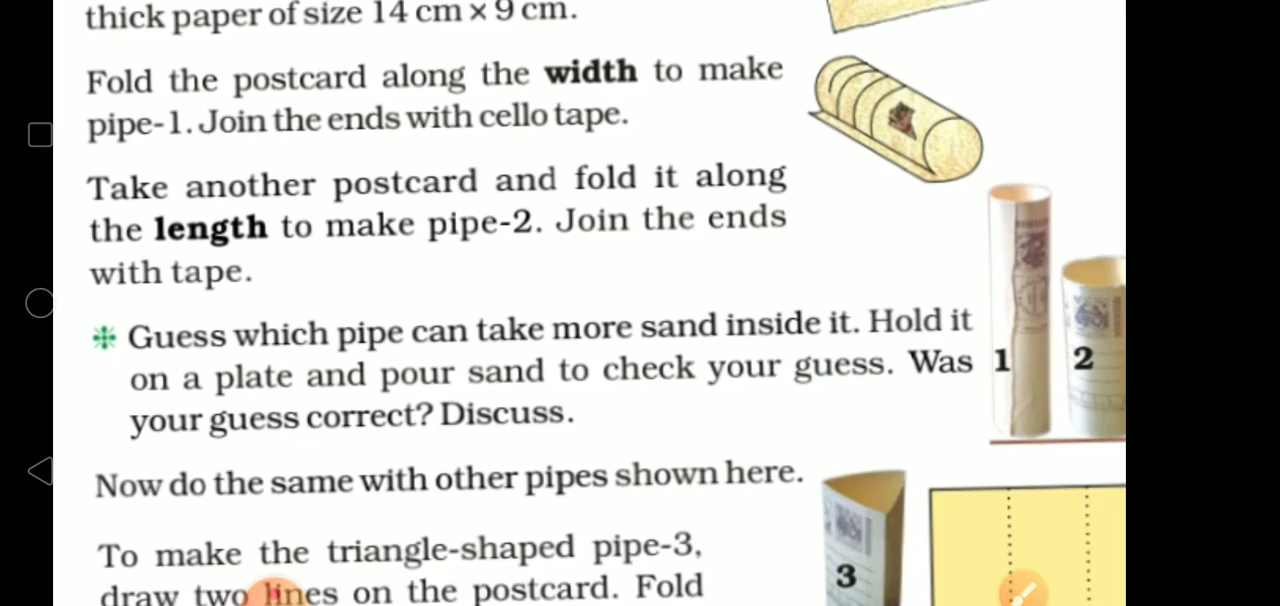 thick paper of size 14 cm × 9 cm.
Fold the postcard along the width to make
pipe-1. Join the ends with cello tape.
Take another postcard and fold it along
the length to make pipe-2. Join the ends
with tape.
Guess which pipe can take more sand inside it. Hold it
on a plate and pour sand to check your guess. Was
your guess correct? Discuss.
1
2
Now do the same with other pipes shown here.
To make the triangle-shaped pipe-3,
draw two lines on the postcard. Fold
3